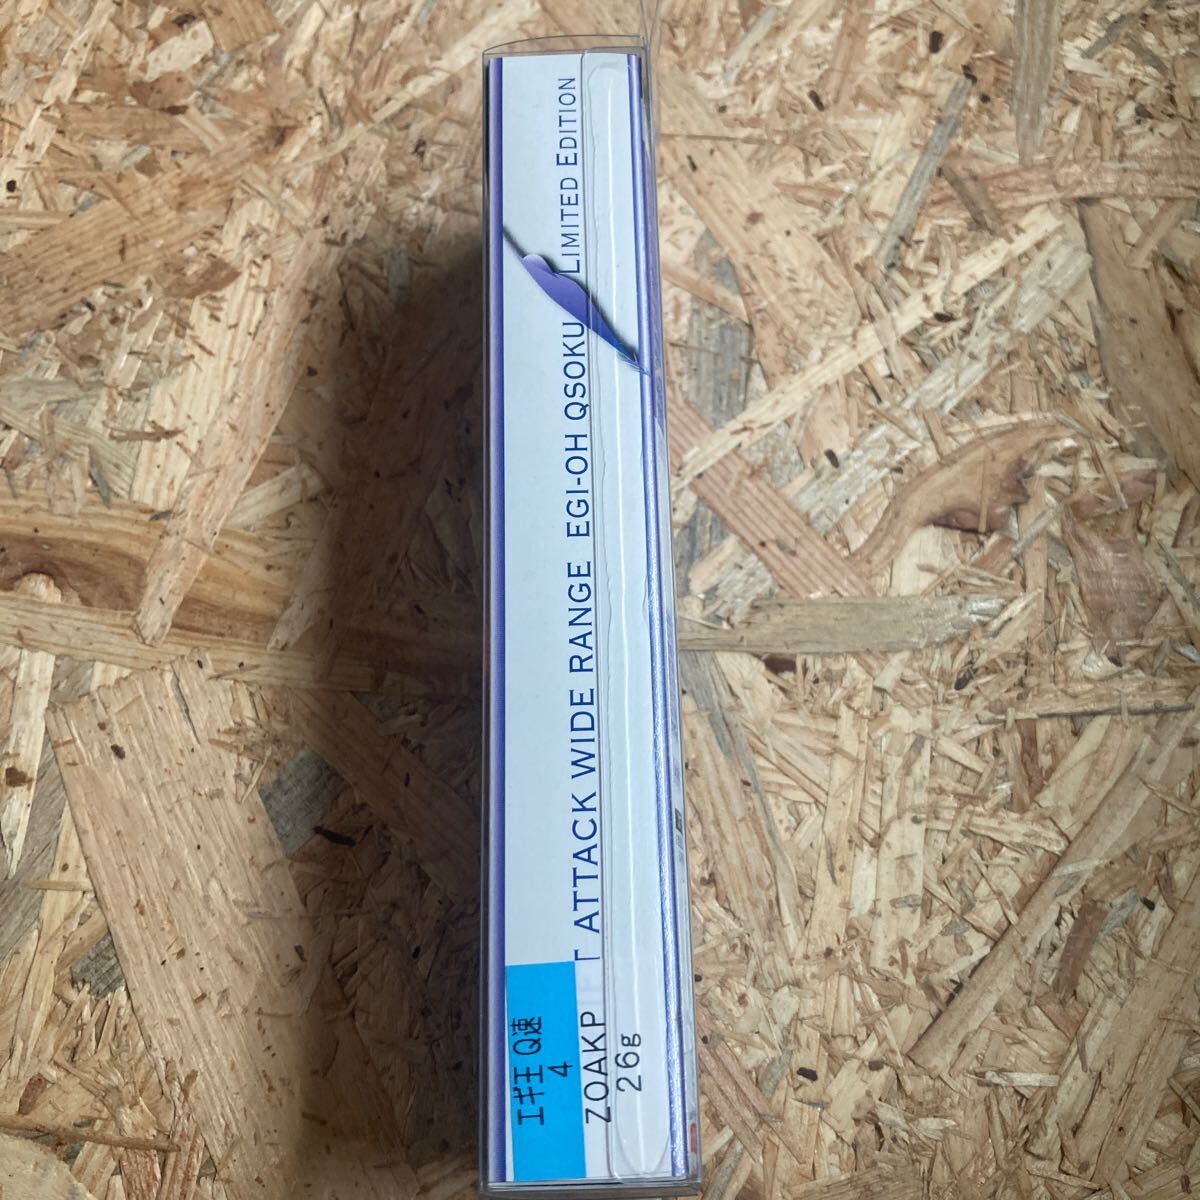 ATTACK WIDE RANGE EGI-OH QSOKU LIMITED EDITION
エギ王 Q速
4
ZOAKP
26g